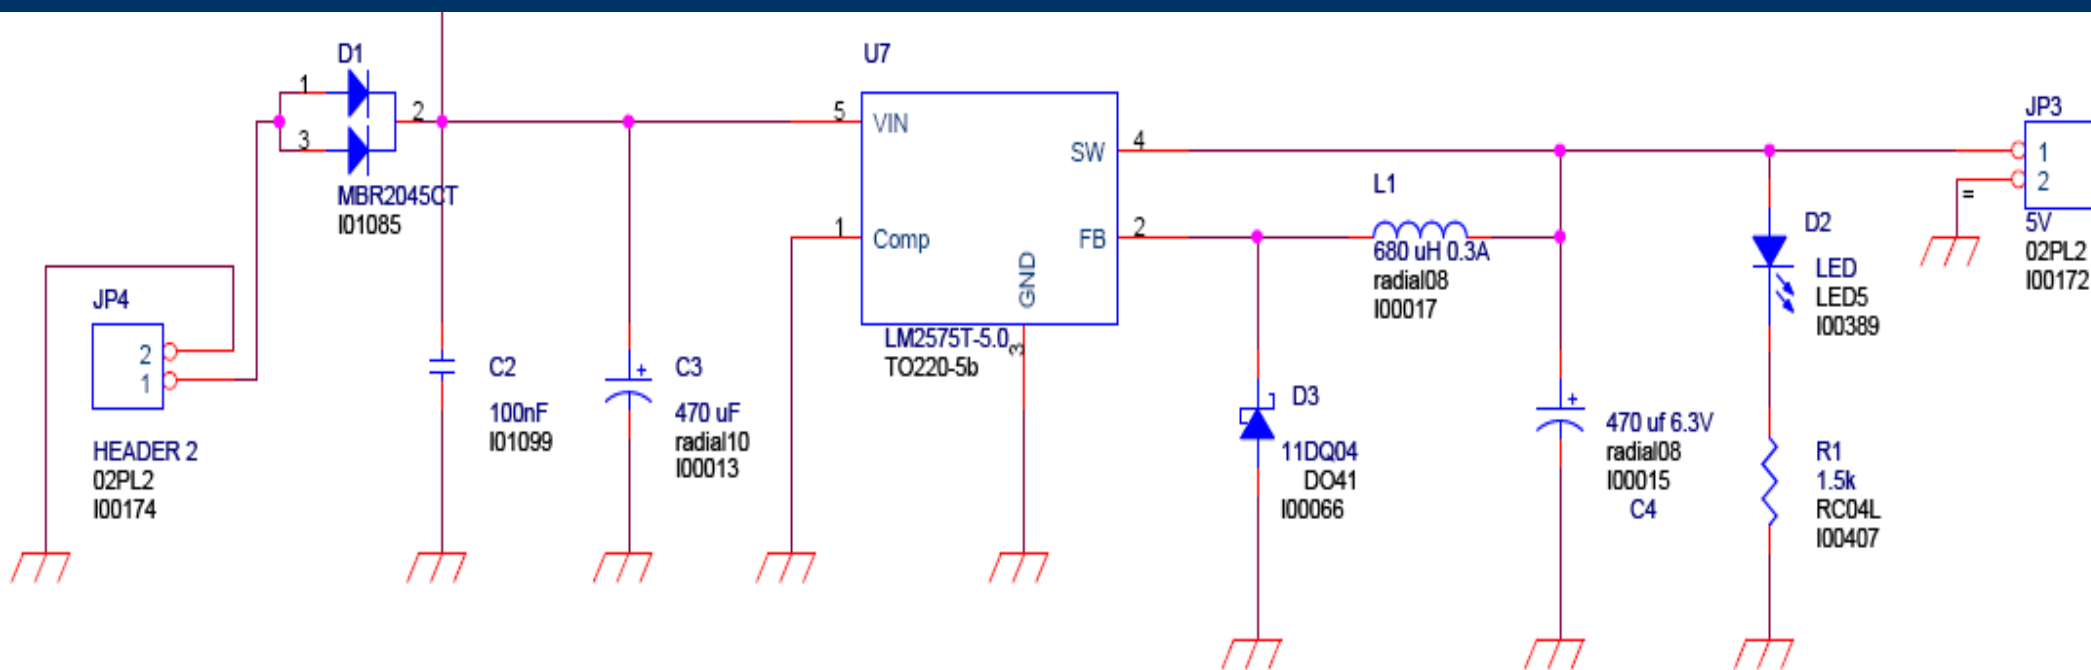 D1
1
2
3
MBR2045CT
I01085
JP4
2
1
HEADER 2
02PL2
I00174
C2
100nF
I01099
+
C3
470 uF
radial10
I00013
U7
5
VIN
SW
4
1
Comp
FB
2
GND
3
LM2575T-5.0
TO220-5b
L1
680 uH 0.3A
radial08
I00017
D3
11DQ04
DO41
I00066
+
470 uf 6.3V
radial08
I00015
C4
D2
LED
LED5
I00389
R1
1.5k
RC04L
I00407
JP3
1
2
=
5V
02PL2
I00172